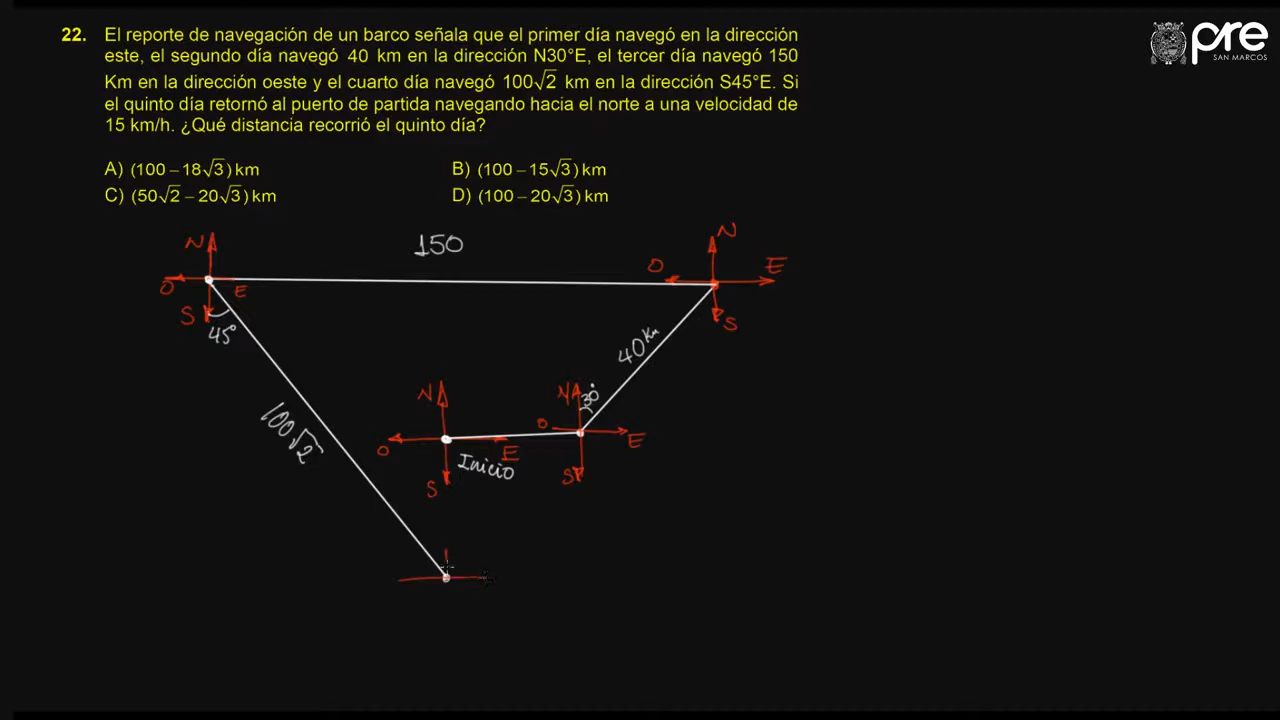 pre
SAN MARCOS
22. El reporte de navegación de un barco señala que el primer día navegó en la dirección
este, el segundo día navegó 40 km en la dirección N30°E, el tercer día navegó 150
Km en la dirección oeste y el cuarto día navegó 100√2 km en la dirección S45°E. Si
el quinto día retornó al puerto de partida navegando hacia el norte a una velocidad de
15 km/h. ¿Qué distancia recorrió el quinto día?
A) (100 – 18√3) km B) (100 – 15√3) km
C) (50√2 – 20√3) km D) (100 – 20√3) km
N 150 N
O E O E
S 45° S
40 Km
100√2
N N 30°
O E O E
Inicio
S S